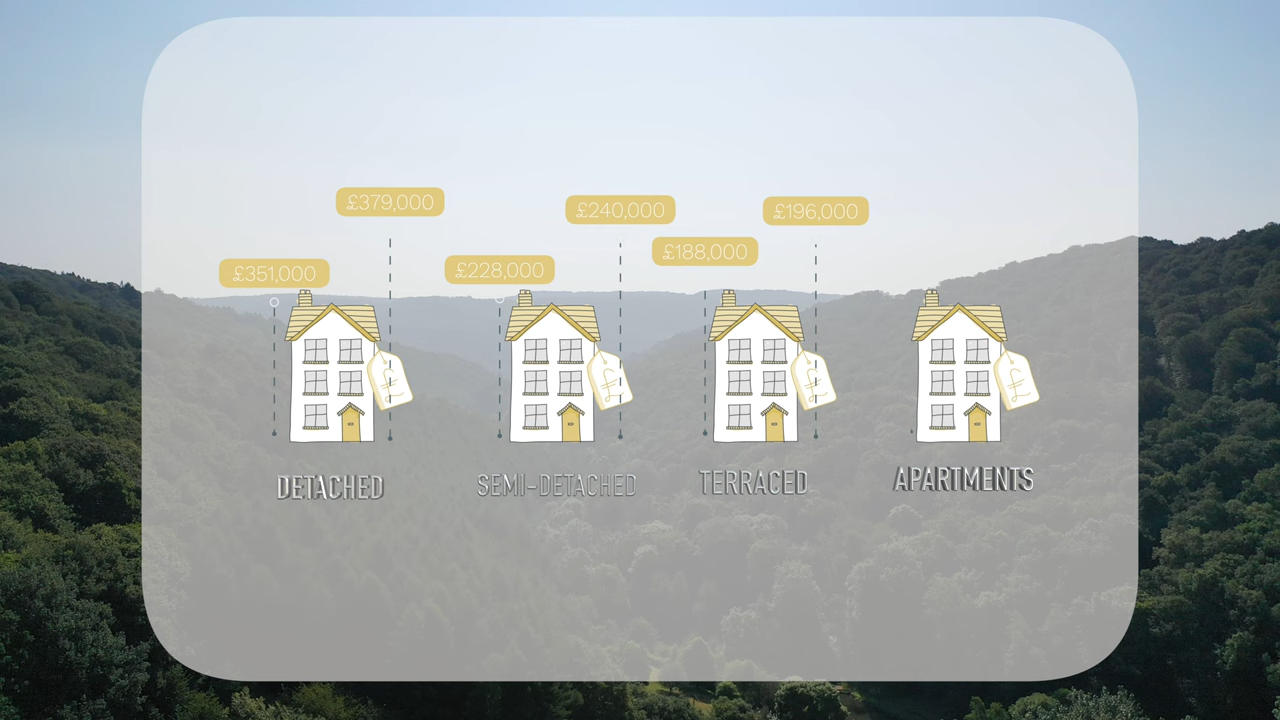 £379,000
£240,000
£196,000
£188,000
£228,000
£351,000
£
£
£
£
DETACHED
SEMI-DETACHED
TERRACED
APARTMENTS